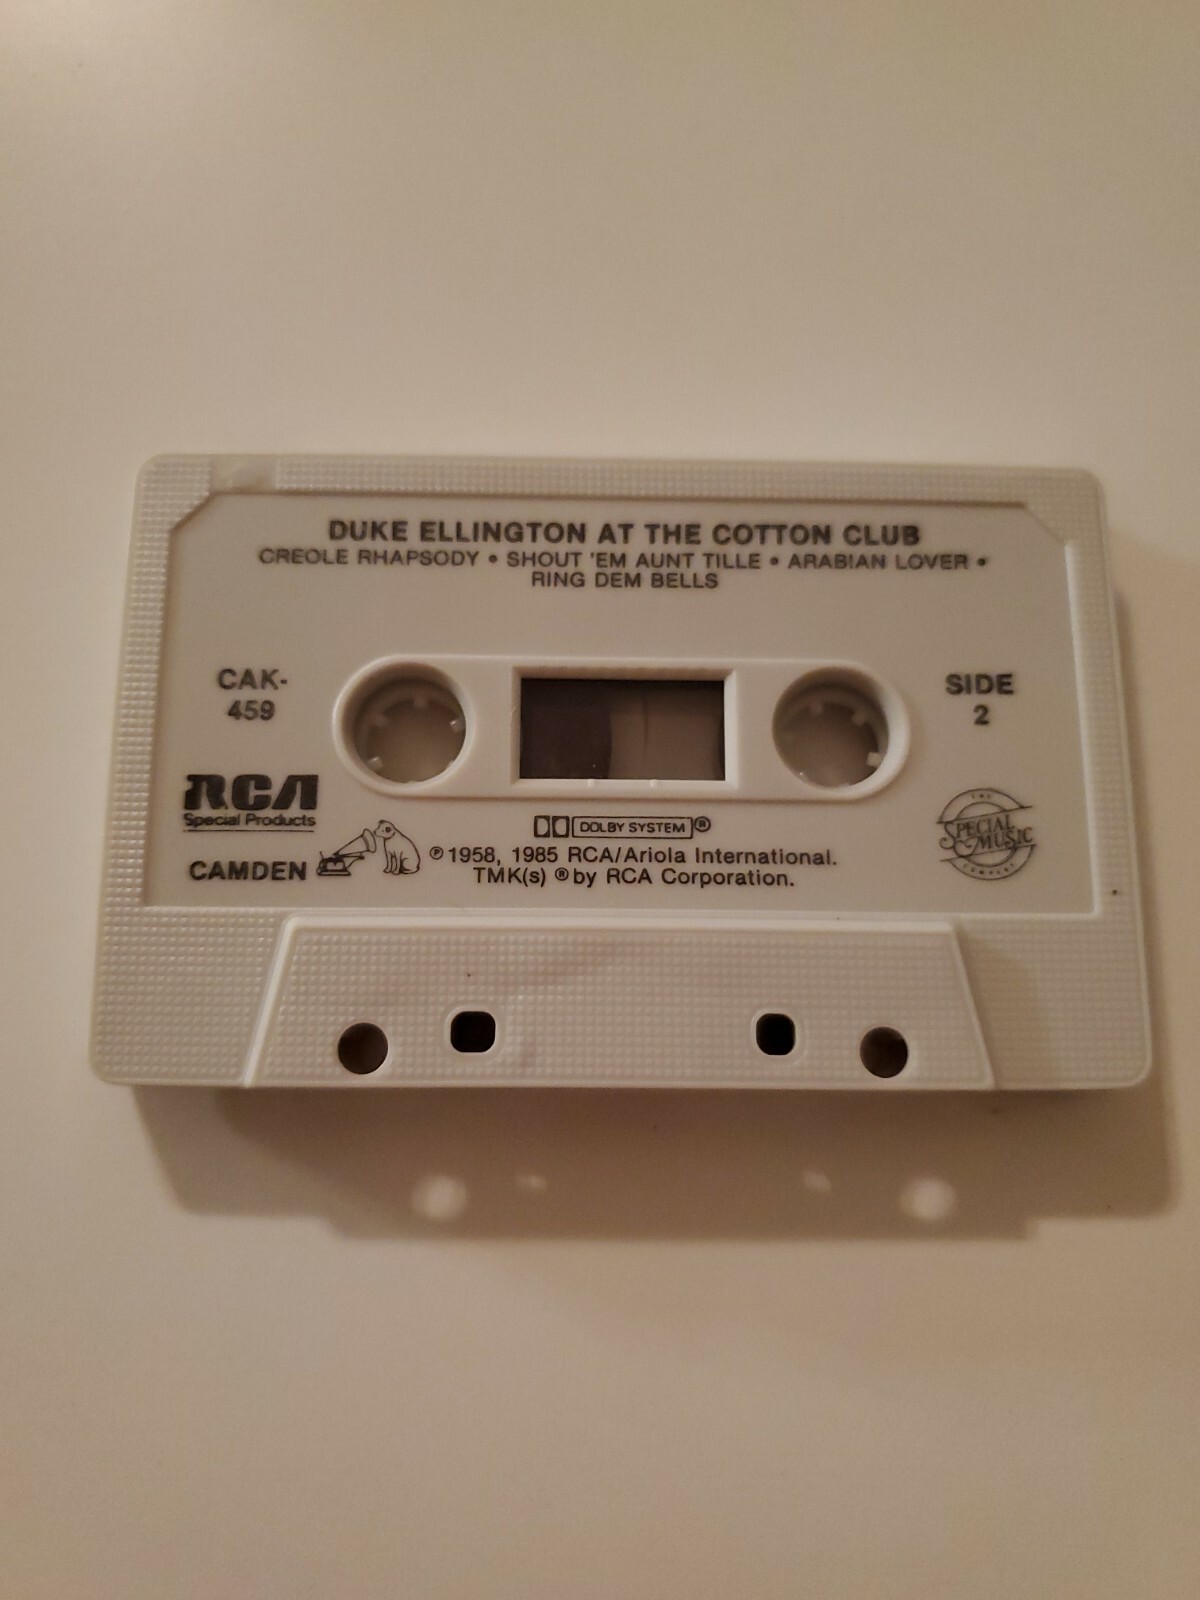 DUKE ELLINGTON AT THE COTTON CLUB
CREOLE RHAPSODY • SHOUT 'EM AUNT TILLE • ARABIAN LOVER •
RING DEM BELLS
CAK-
459
SIDE
2
RCA
Special Products
CAMDEN
DOLBY SYSTEM ®
℗ 1958, 1985 RCA/Ariola International.
TMK(s) ® by RCA Corporation.
THE
SPECIAL
MUSIC
COMPANY